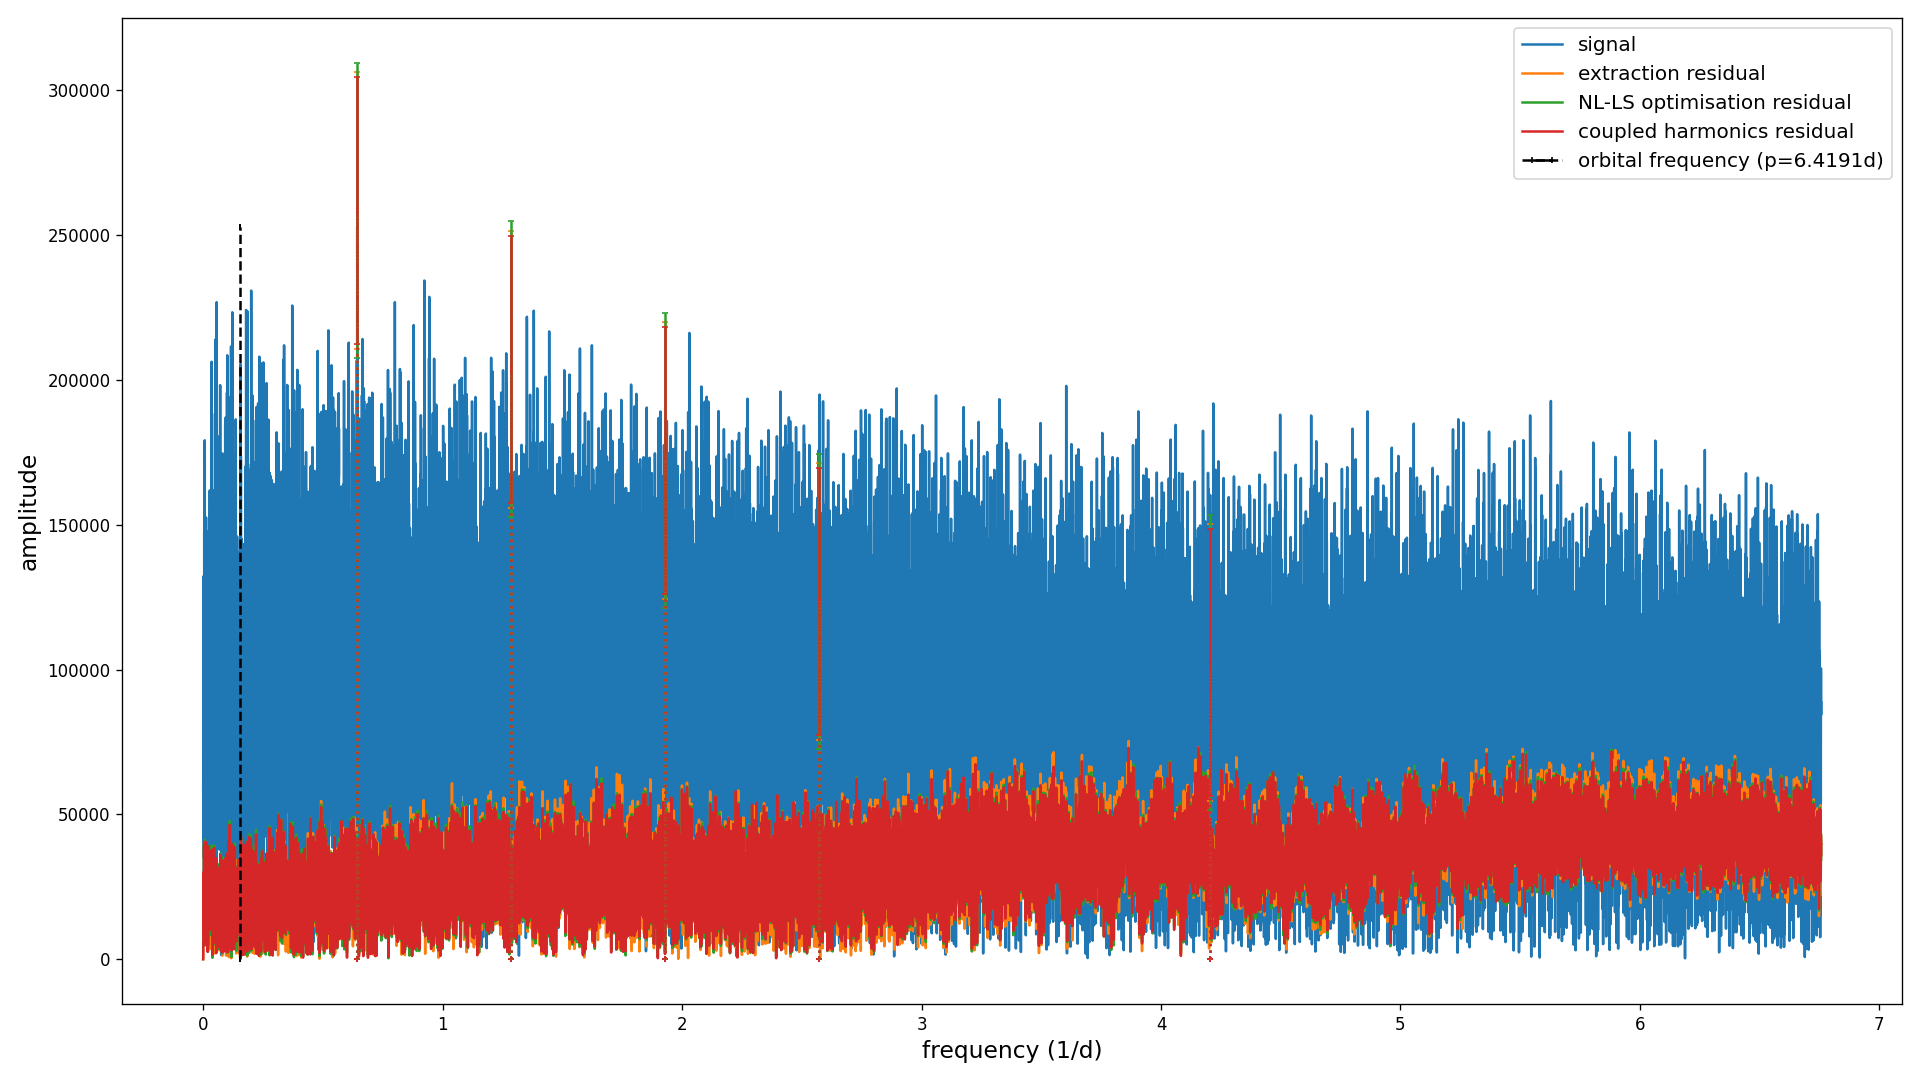 signal
extraction residual
NL-LS optimisation residual
coupled harmonics residual
orbital frequency (p=6.4191d)
300000
250000
200000
150000
100000
50000
0
amplitude
0 1 2 3 4 5 6 7
frequency (1/d)